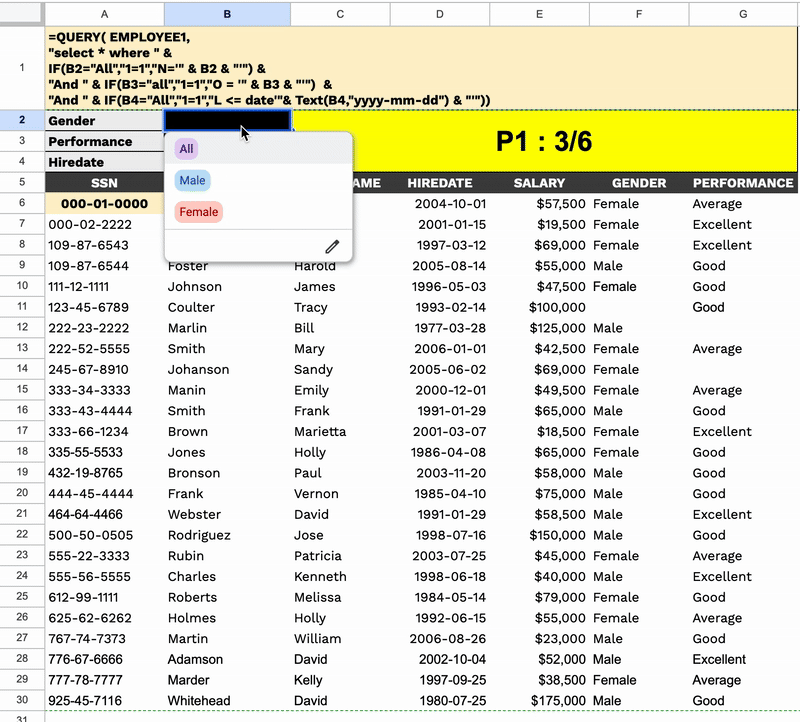 A B C D E F G
1 =QUERY( EMPLOYEE1,
"select * where " &
IF(B2="All","1=1","N='" & B2 & "'") &
"And " & IF(B3="all","1=1","O = '" & B3 & "'") &
"And " & IF(B4="All","1=1","L <= date'"& Text(B4,"yyyy-mm-dd") & "'"))
2 Gender
3 Performance
4 Hiredate
P1 : 3/6
All
Male
Female
5 SSN AME HIREDATE SALARY GENDER PERFORMANCE
6 000-01-0000 2004-10-01 $57,500 Female Average
7 000-02-2222 2001-01-15 $19,500 Female Excellent
8 109-87-6543 1997-03-12 $69,000 Female Excellent
9 109-87-6544 Foster Harold 2005-08-14 $55,000 Male Good
10 111-12-1111 Johnson James 1996-05-03 $47,500 Female Good
11 123-45-6789 Coulter Tracy 1993-02-14 $100,000 Good
12 222-23-2222 Marlin Bill 1977-03-28 $125,000 Male
13 222-52-5555 Smith Mary 2006-01-01 $42,500 Female Average
14 245-67-8910 Johanson Sandy 2005-06-02 $69,000 Female
15 333-34-3333 Manin Emily 2000-12-01 $49,500 Female Average
16 333-43-4444 Smith Frank 1991-01-29 $65,000 Male Good
17 333-66-1234 Brown Marietta 2001-03-07 $18,500 Female Excellent
18 335-55-5533 Jones Holly 1986-04-08 $65,000 Female Good
19 432-19-8765 Bronson Paul 2003-11-20 $58,000 Male Good
20 444-45-4444 Frank Vernon 1985-04-10 $75,000 Male Good
21 464-64-4466 Webster David 1991-01-29 $58,500 Male Excellent
22 500-50-0505 Rodriguez Jose 1998-07-16 $150,000 Male Good
23 555-22-3333 Rubin Patricia 2003-07-25 $45,000 Female Average
24 555-56-5555 Charles Kenneth 1998-06-18 $40,000 Male Excellent
25 612-99-1111 Roberts Melissa 1984-05-14 $79,000 Female Good
26 625-62-6262 Holmes Holly 1992-06-15 $55,000 Female Average
27 767-74-7373 Martin William 2006-08-26 $23,000 Male Good
28 776-67-6666 Adamson David 2002-10-04 $52,000 Male Excellent
29 777-78-7777 Marder Kelly 1997-09-25 $38,500 Female Average
30 925-45-7116 Whitehead David 1980-07-25 $175,000 Male Good
31